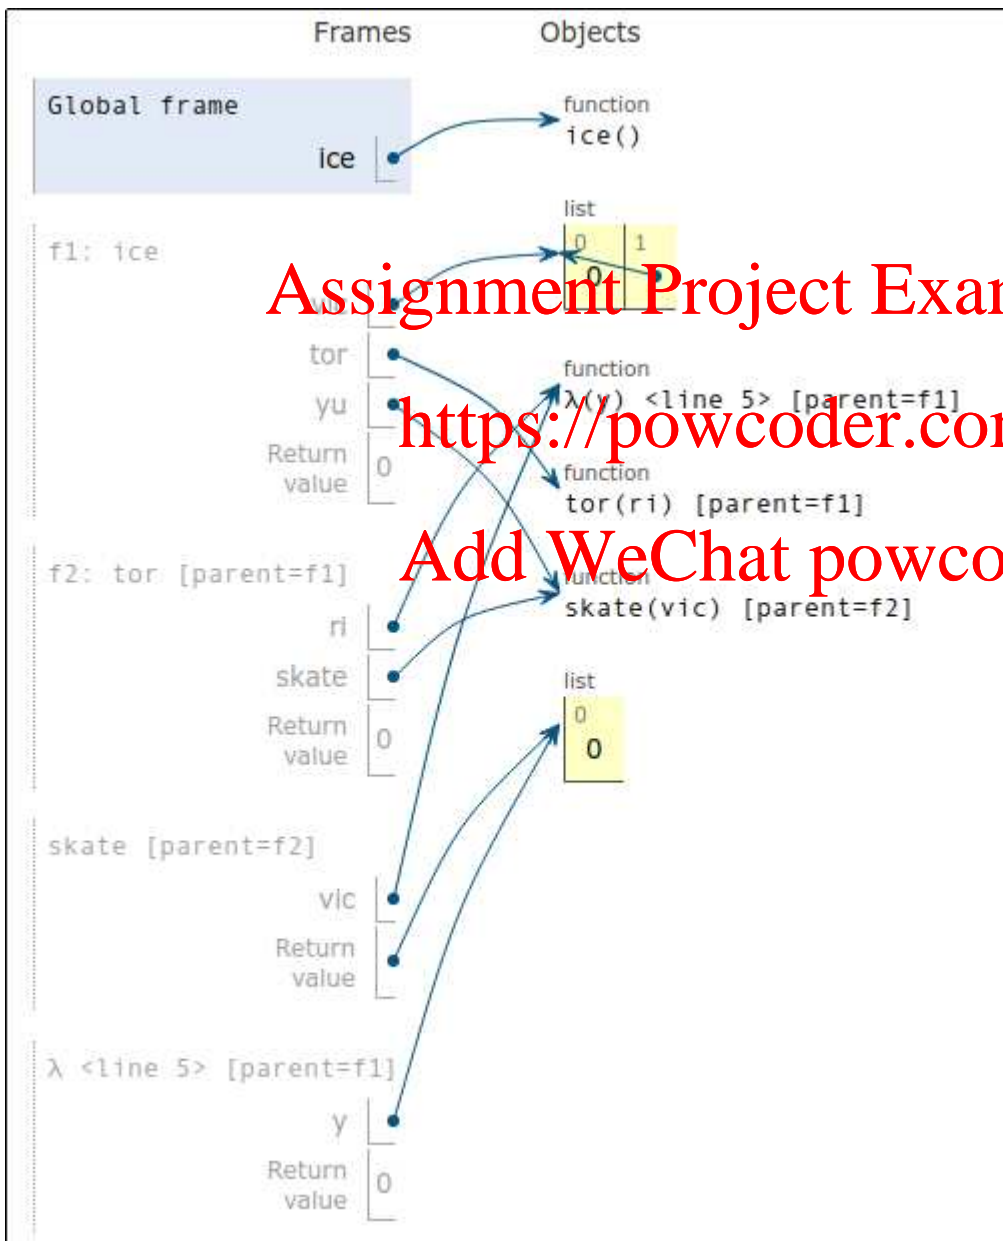 Frames Objects
Global frame
function
ice()
ice
list
f1: ice
0 1
0
Assignment Project Exar
tor
function
λ(y) <line 5> [parent=f1]
yu
https://powcoder.com
Return
value
0
function
tor(ri) [parent=f1]
f2: tor [parent=f1]
Add WeChat powco
function
skate(vic) [parent=f2]
ri
skate
list
0
0
Return
value
0
skate [parent=f2]
vic
Return
value
λ <line 5> [parent=f1]
y
Return
value
0